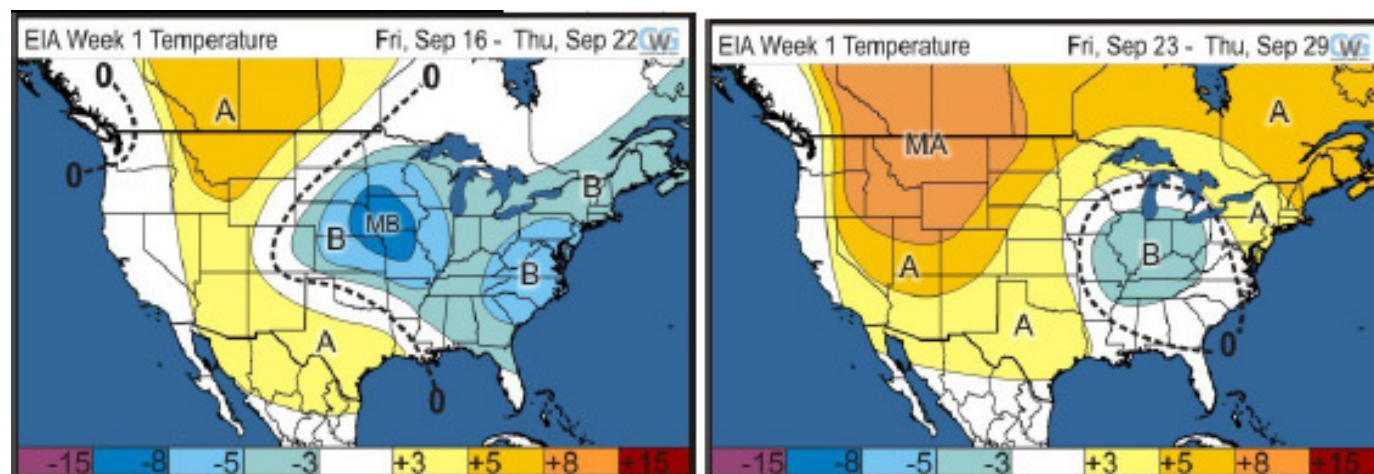 EIA Week 1 Temperature Fri, Sep 16 - Thu, Sep 22 CWG
0 0
A
0
B
MB
B
B
A
0
-15 -8 -5 -3 +3 +5 +8 +15
EIA Week 1 Temperature Fri, Sep 23 - Thu, Sep 29 CWG
A
MA
A
B
A
A
0
-15 -8 -5 -3 +3 +5 +8 +15